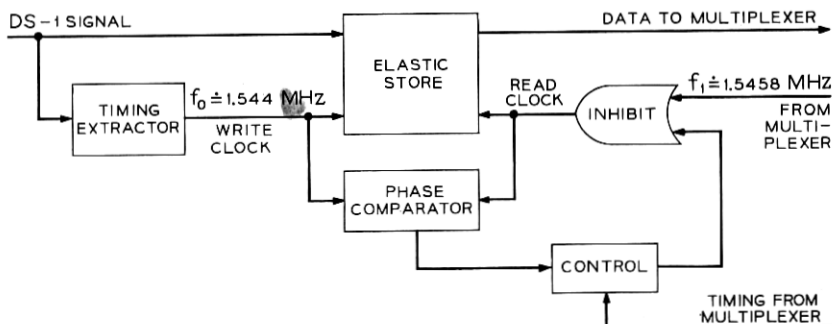 DS-1 SIGNAL
DATA TO MULTIPLEXER
ELASTIC
STORE
READ
CLOCK
f₁≐1.5458 MHz
FROM
MULTI-
PLEXER
INHIBIT
TIMING
EXTRACTOR
f₀≐1.544 MHz
WRITE
CLOCK
PHASE
COMPARATOR
CONTROL
TIMING FROM
MULTIPLEXER